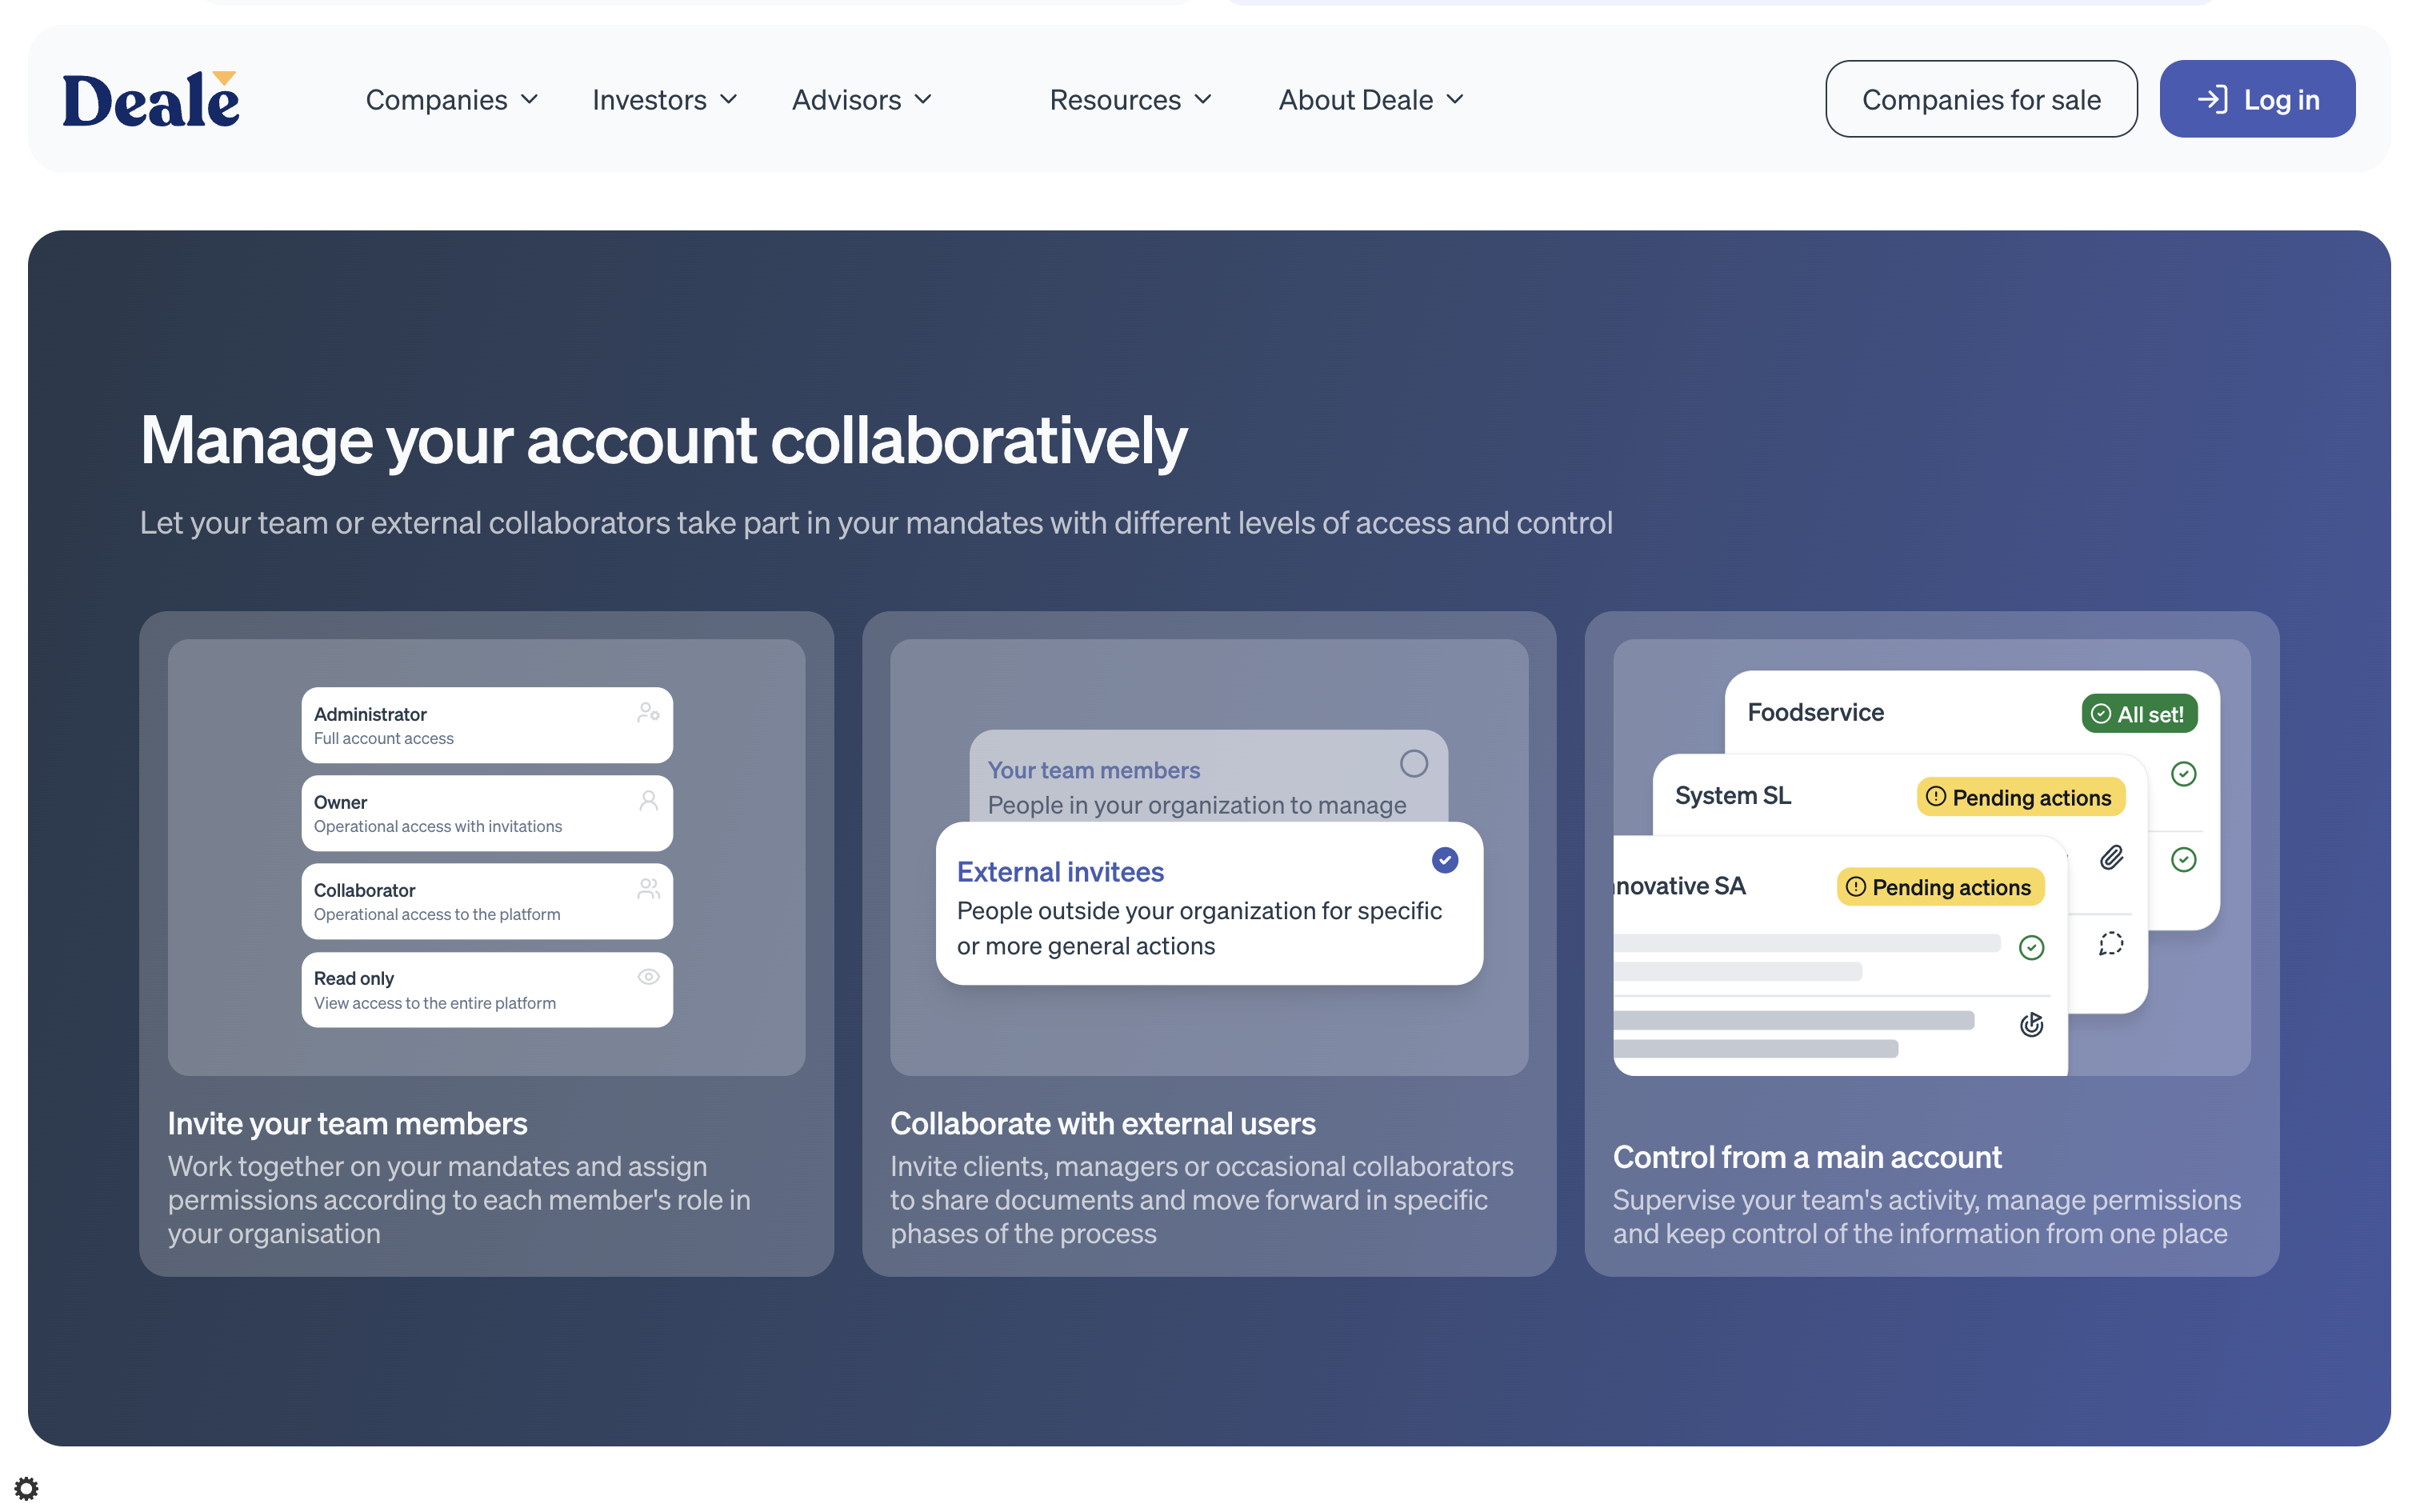 Deale
Companies
Investors
Advisors
Resources
About Deale
Companies for sale
Log in
Manage your account collaboratively
Let your team or external collaborators take part in your mandates with different levels of access and control
Administrator
Full account access
Owner
Operational access with invitations
Collaborator
Operational access to the platform
Read only
View access to the entire platform
Invite your team members
Work together on your mandates and assign
permissions according to each member's role in
your organisation
Your team members
People in your organization to manage
External invitees
People outside your organization for specific
or more general actions
Collaborate with external users
Invite clients, managers or occasional collaborators
to share documents and move forward in specific
phases of the process
Foodservice
All set!
System SL
Pending actions
nnovative SA
Pending actions
Control from a main account
Supervise your team's activity, manage permissions
and keep control of the information from one place